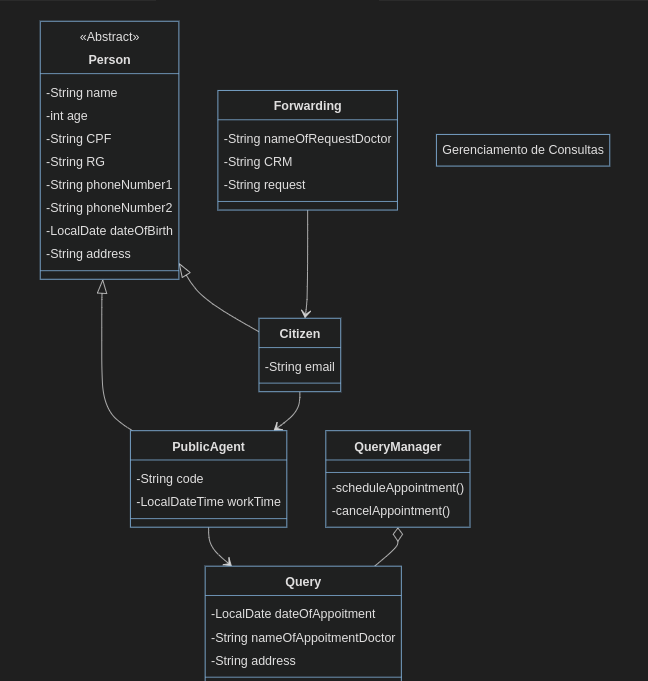 «Abstract»
Person
-String name
-int age
-String CPF
-String RG
-String phoneNumber1
-String phoneNumber2
-LocalDate dateOfBirth
-String address
Forwarding
-String nameOfRequestDoctor
-String CRM
-String request
Gerenciamento de Consultas
Citizen
-String email
PublicAgent
-String code
-LocalDateTime workTime
QueryManager
-scheduleAppointment()
-cancelAppointment()
Query
-LocalDate dateOfAppoitment
-String nameOfAppoitmentDoctor
-String address